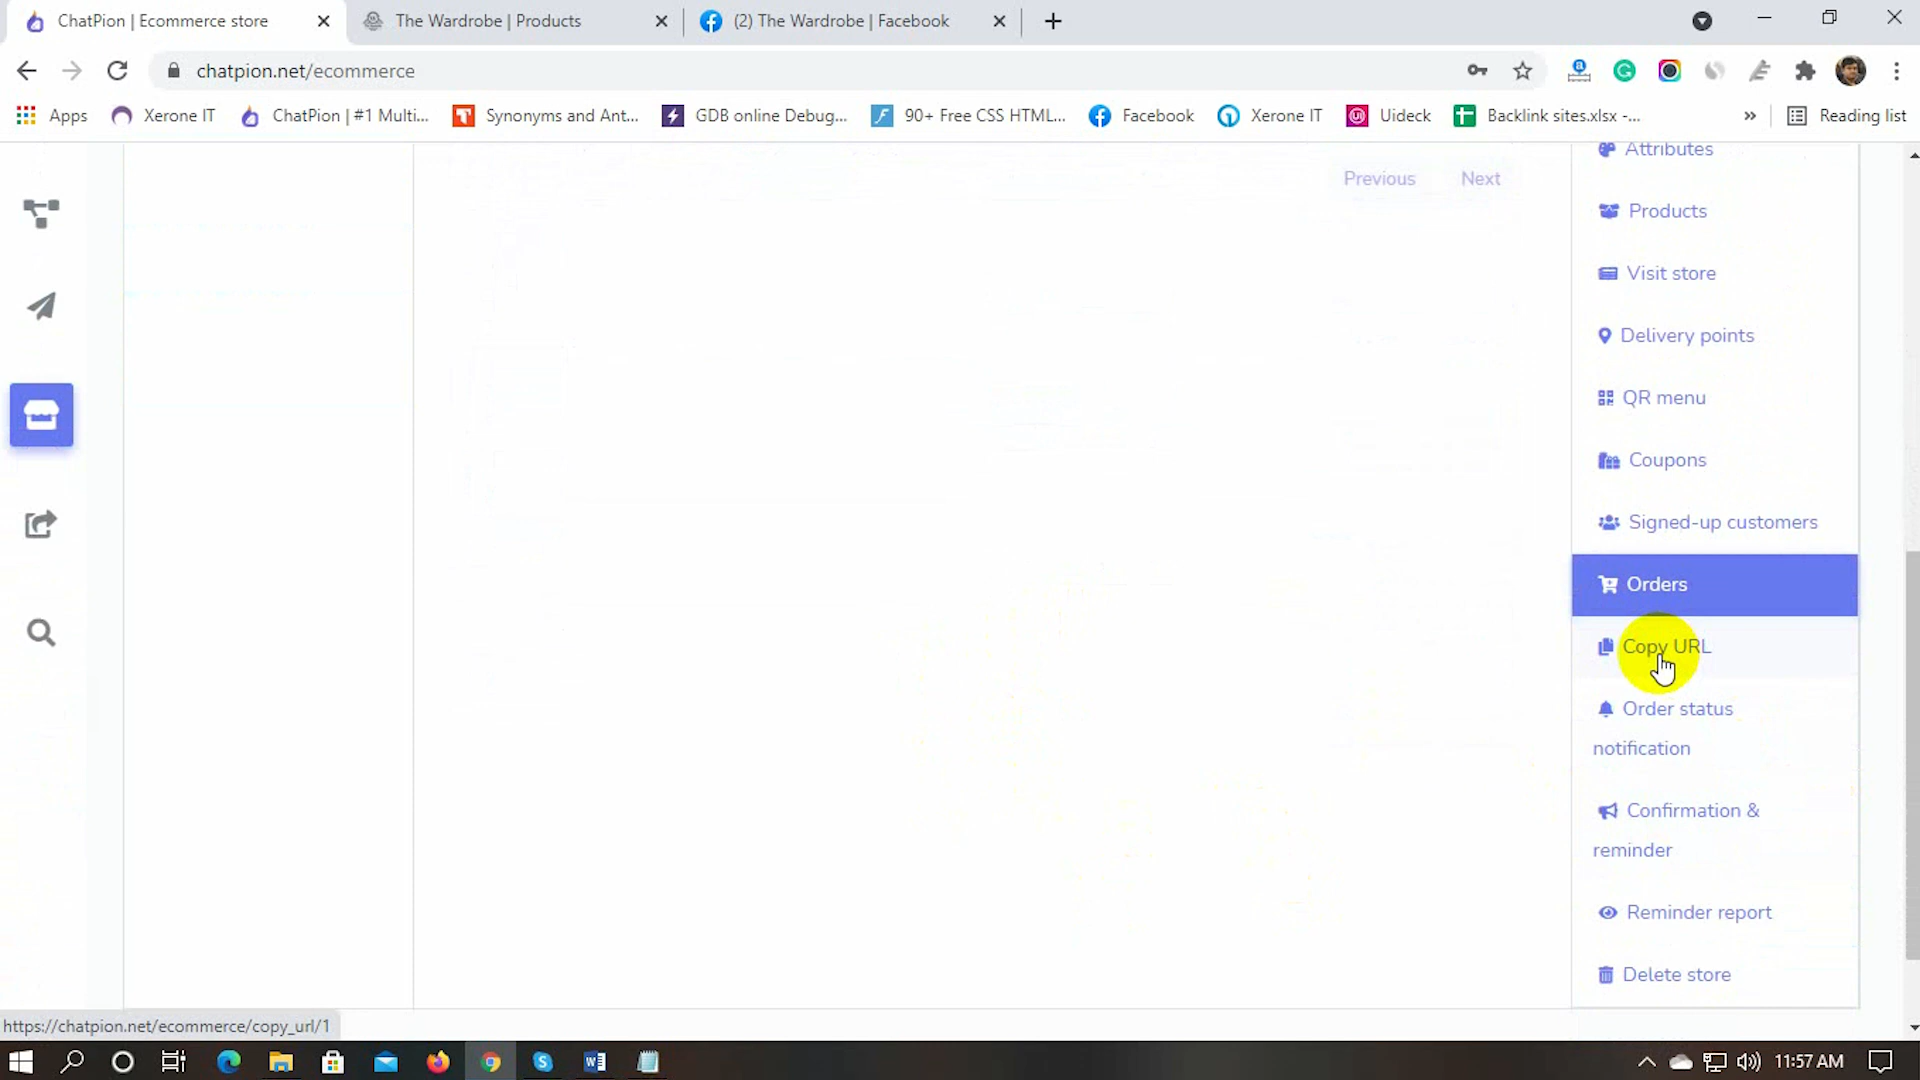 ChatPion | Ecommerce store
The Wardrobe | Products
(2) The Wardrobe | Facebook
chatpion.net/ecommerce
Apps
Xerone IT
ChatPion | #1 Multi...
Synonyms and Ant...
GDB online Debug...
90+ Free CSS HTML...
Facebook
Xerone IT
Uideck
Backlink sites.xlsx -...
»
Reading list
Attributes
Previous
Next
Products
Visit store
Delivery points
QR menu
Coupons
Signed-up customers
Orders
Copy URL
Order status
notification
Confirmation &
reminder
Reminder report
Delete store
https://chatpion.net/ecommerce/copy_url/1
11:57 AM